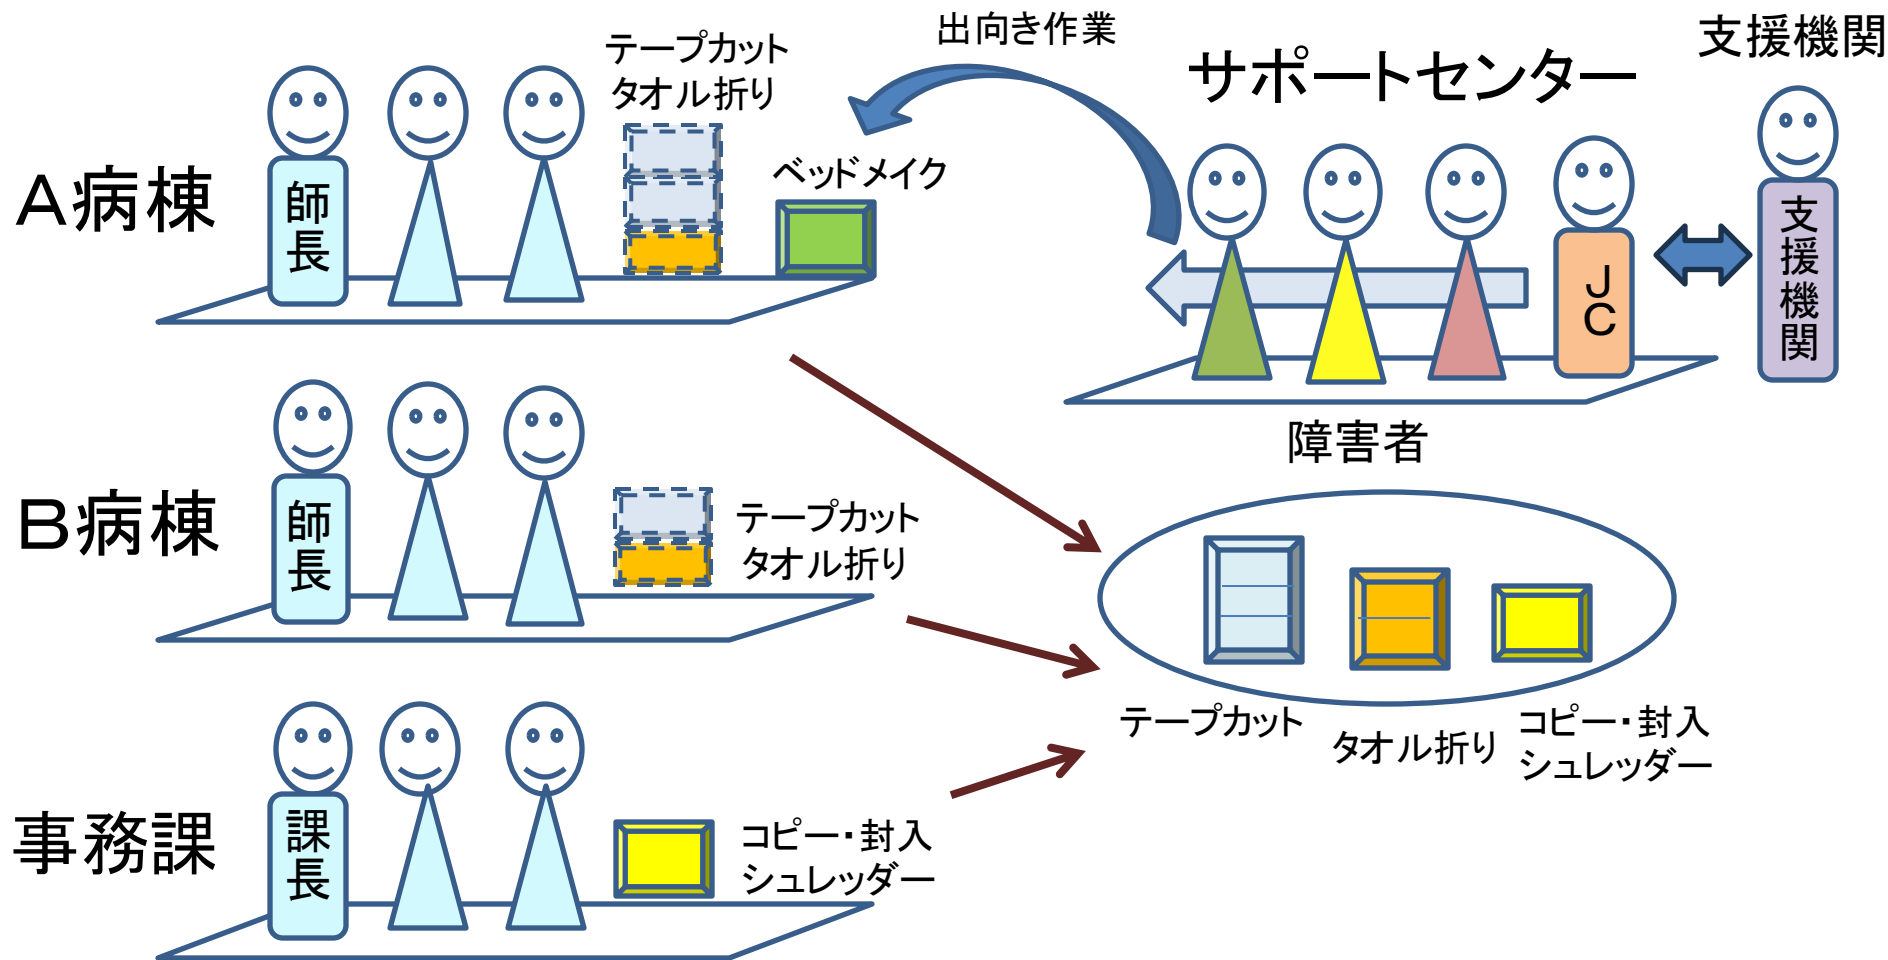 出向き作業
支援機関
サポートセンター
テープカット
タオル折り
ベッドメイク
A病棟
師長
JC
支援機関
障害者
B病棟
師長
テープカット
タオル折り
テープカット
タオル折り
コピー・封入
シュレッダー
事務課
課長
コピー・封入
シュレッダー